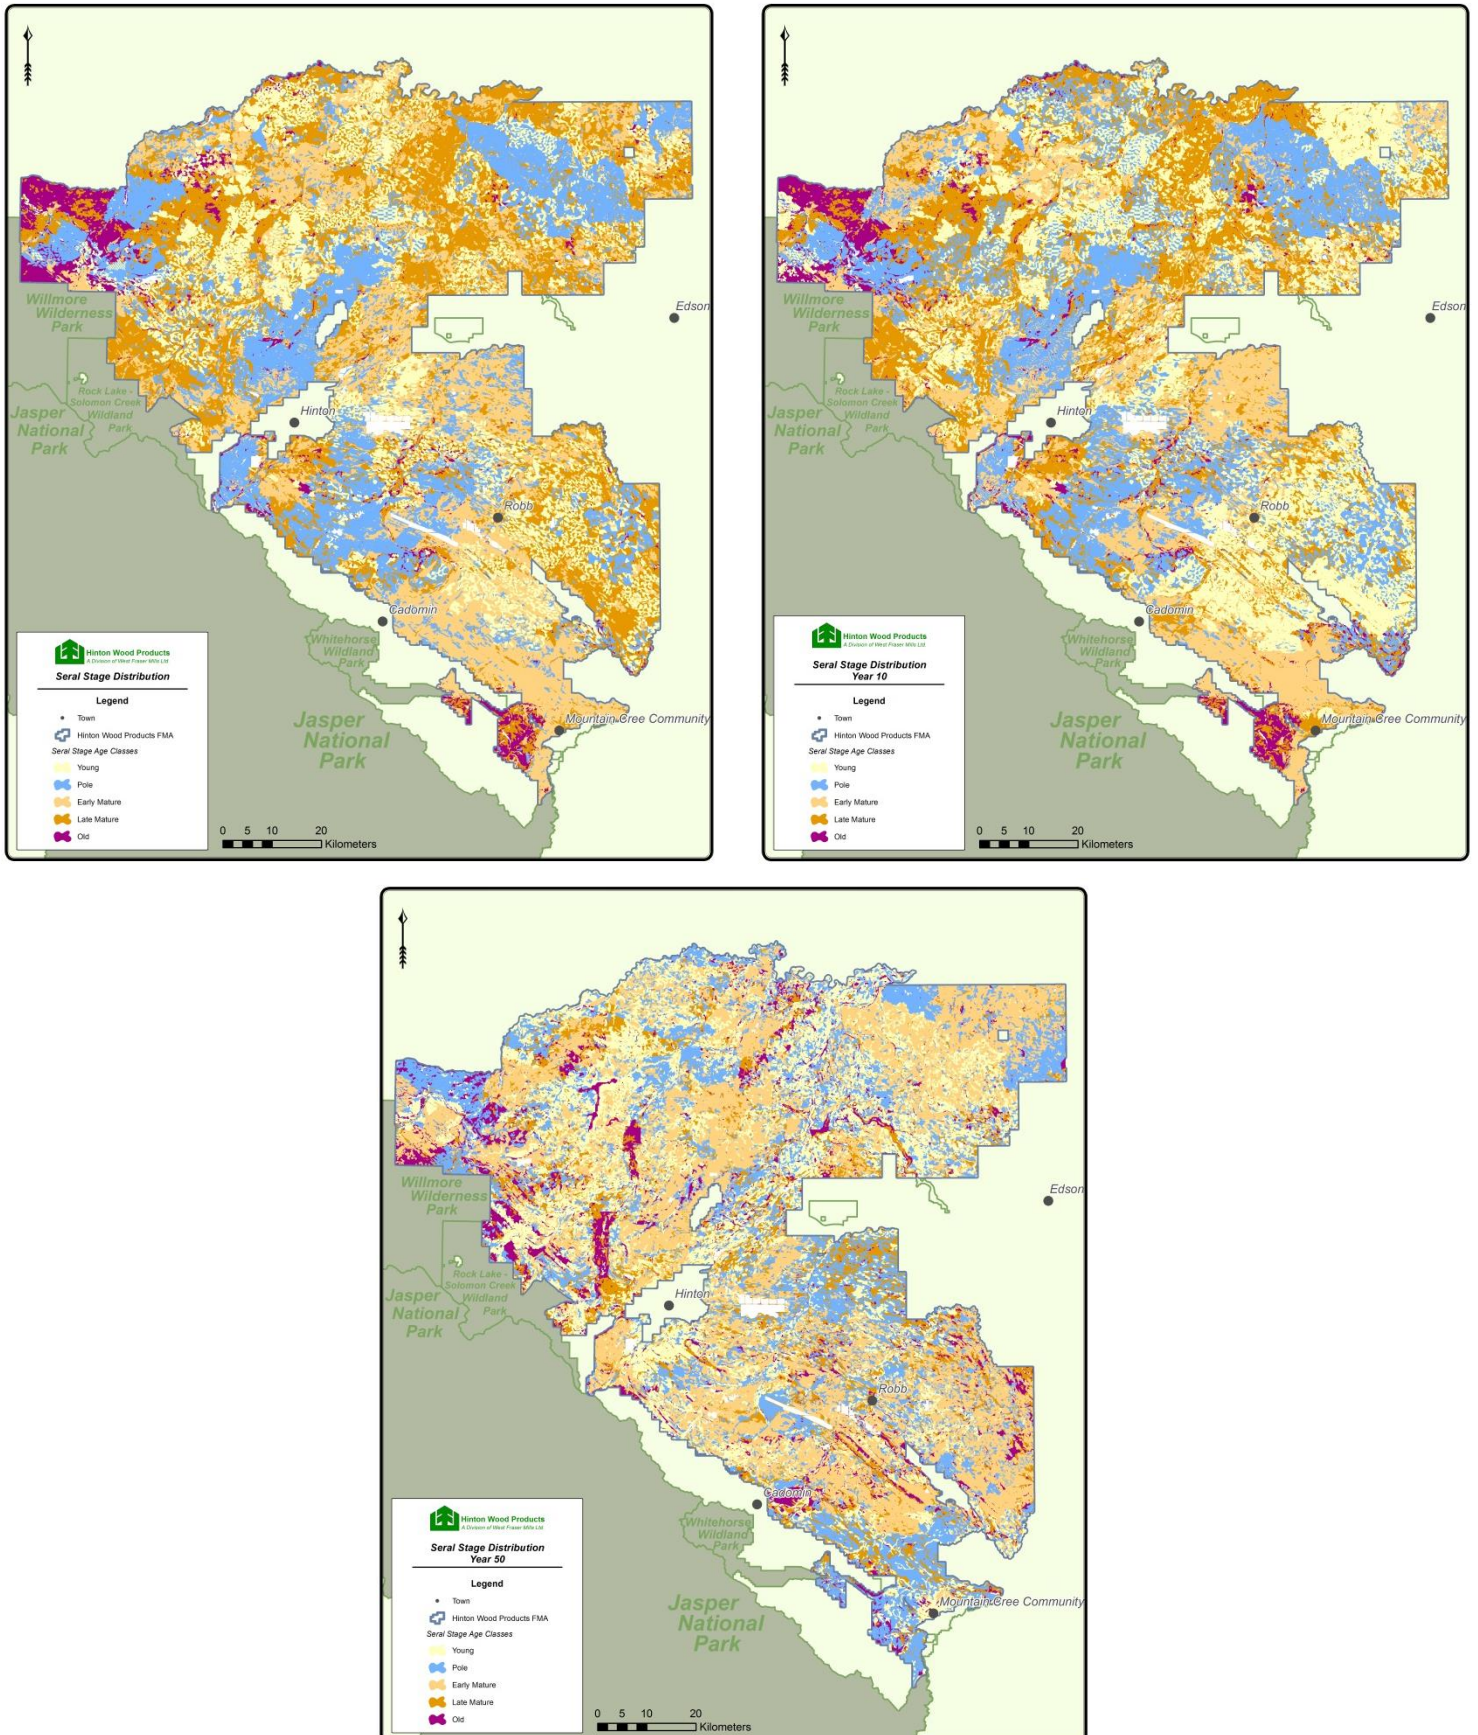 Willmore
Wilderness
Park
Edson
Rock Lake -
Solomon Creek
Wildland
Park
Jasper
National
Park
Hinton
Robb
Cadomin
Whitehorse
Wildland
Park
Mountain Cree Community
Jasper
National
Park
Hinton Wood Products
A Division of West Fraser Mills Ltd
Seral Stage Distribution
Legend
Town
Hinton Wood Products FMA
Seral Stage Age Classes
Young
Pole
Early Mature
Late Mature
Old
0 5 10 20
Kilometers
Willmore
Wilderness
Park
Edson
Rock Lake -
Solomon Creek
Wildland
Park
Jasper
National
Park
Hinton
Robb
Cadomin
Whitehorse
Wildland
Park
Mountain Cree Community
Jasper
National
Park
Hinton Wood Products
A Division of West Fraser Mills Ltd
Seral Stage Distribution
Year 10
Legend
Town
Hinton Wood Products FMA
Seral Stage Age Classes
Young
Pole
Early Mature
Late Mature
Old
0 5 10 20
Kilometers
Willmore
Wilderness
Park
Edson
Rock Lake -
Solomon Creek
Wildland
Park
Jasper
National
Park
Hinton
Robb
Cadomin
Whitehorse
Wildland
Park
Mountain Cree Community
Jasper
National
Park
Hinton Wood Products
A Division of West Fraser Mills Ltd
Seral Stage Distribution
Year 50
Legend
Town
Hinton Wood Products FMA
Seral Stage Age Classes
Young
Pole
Early Mature
Late Mature
Old
0 5 10 20
Kilometers